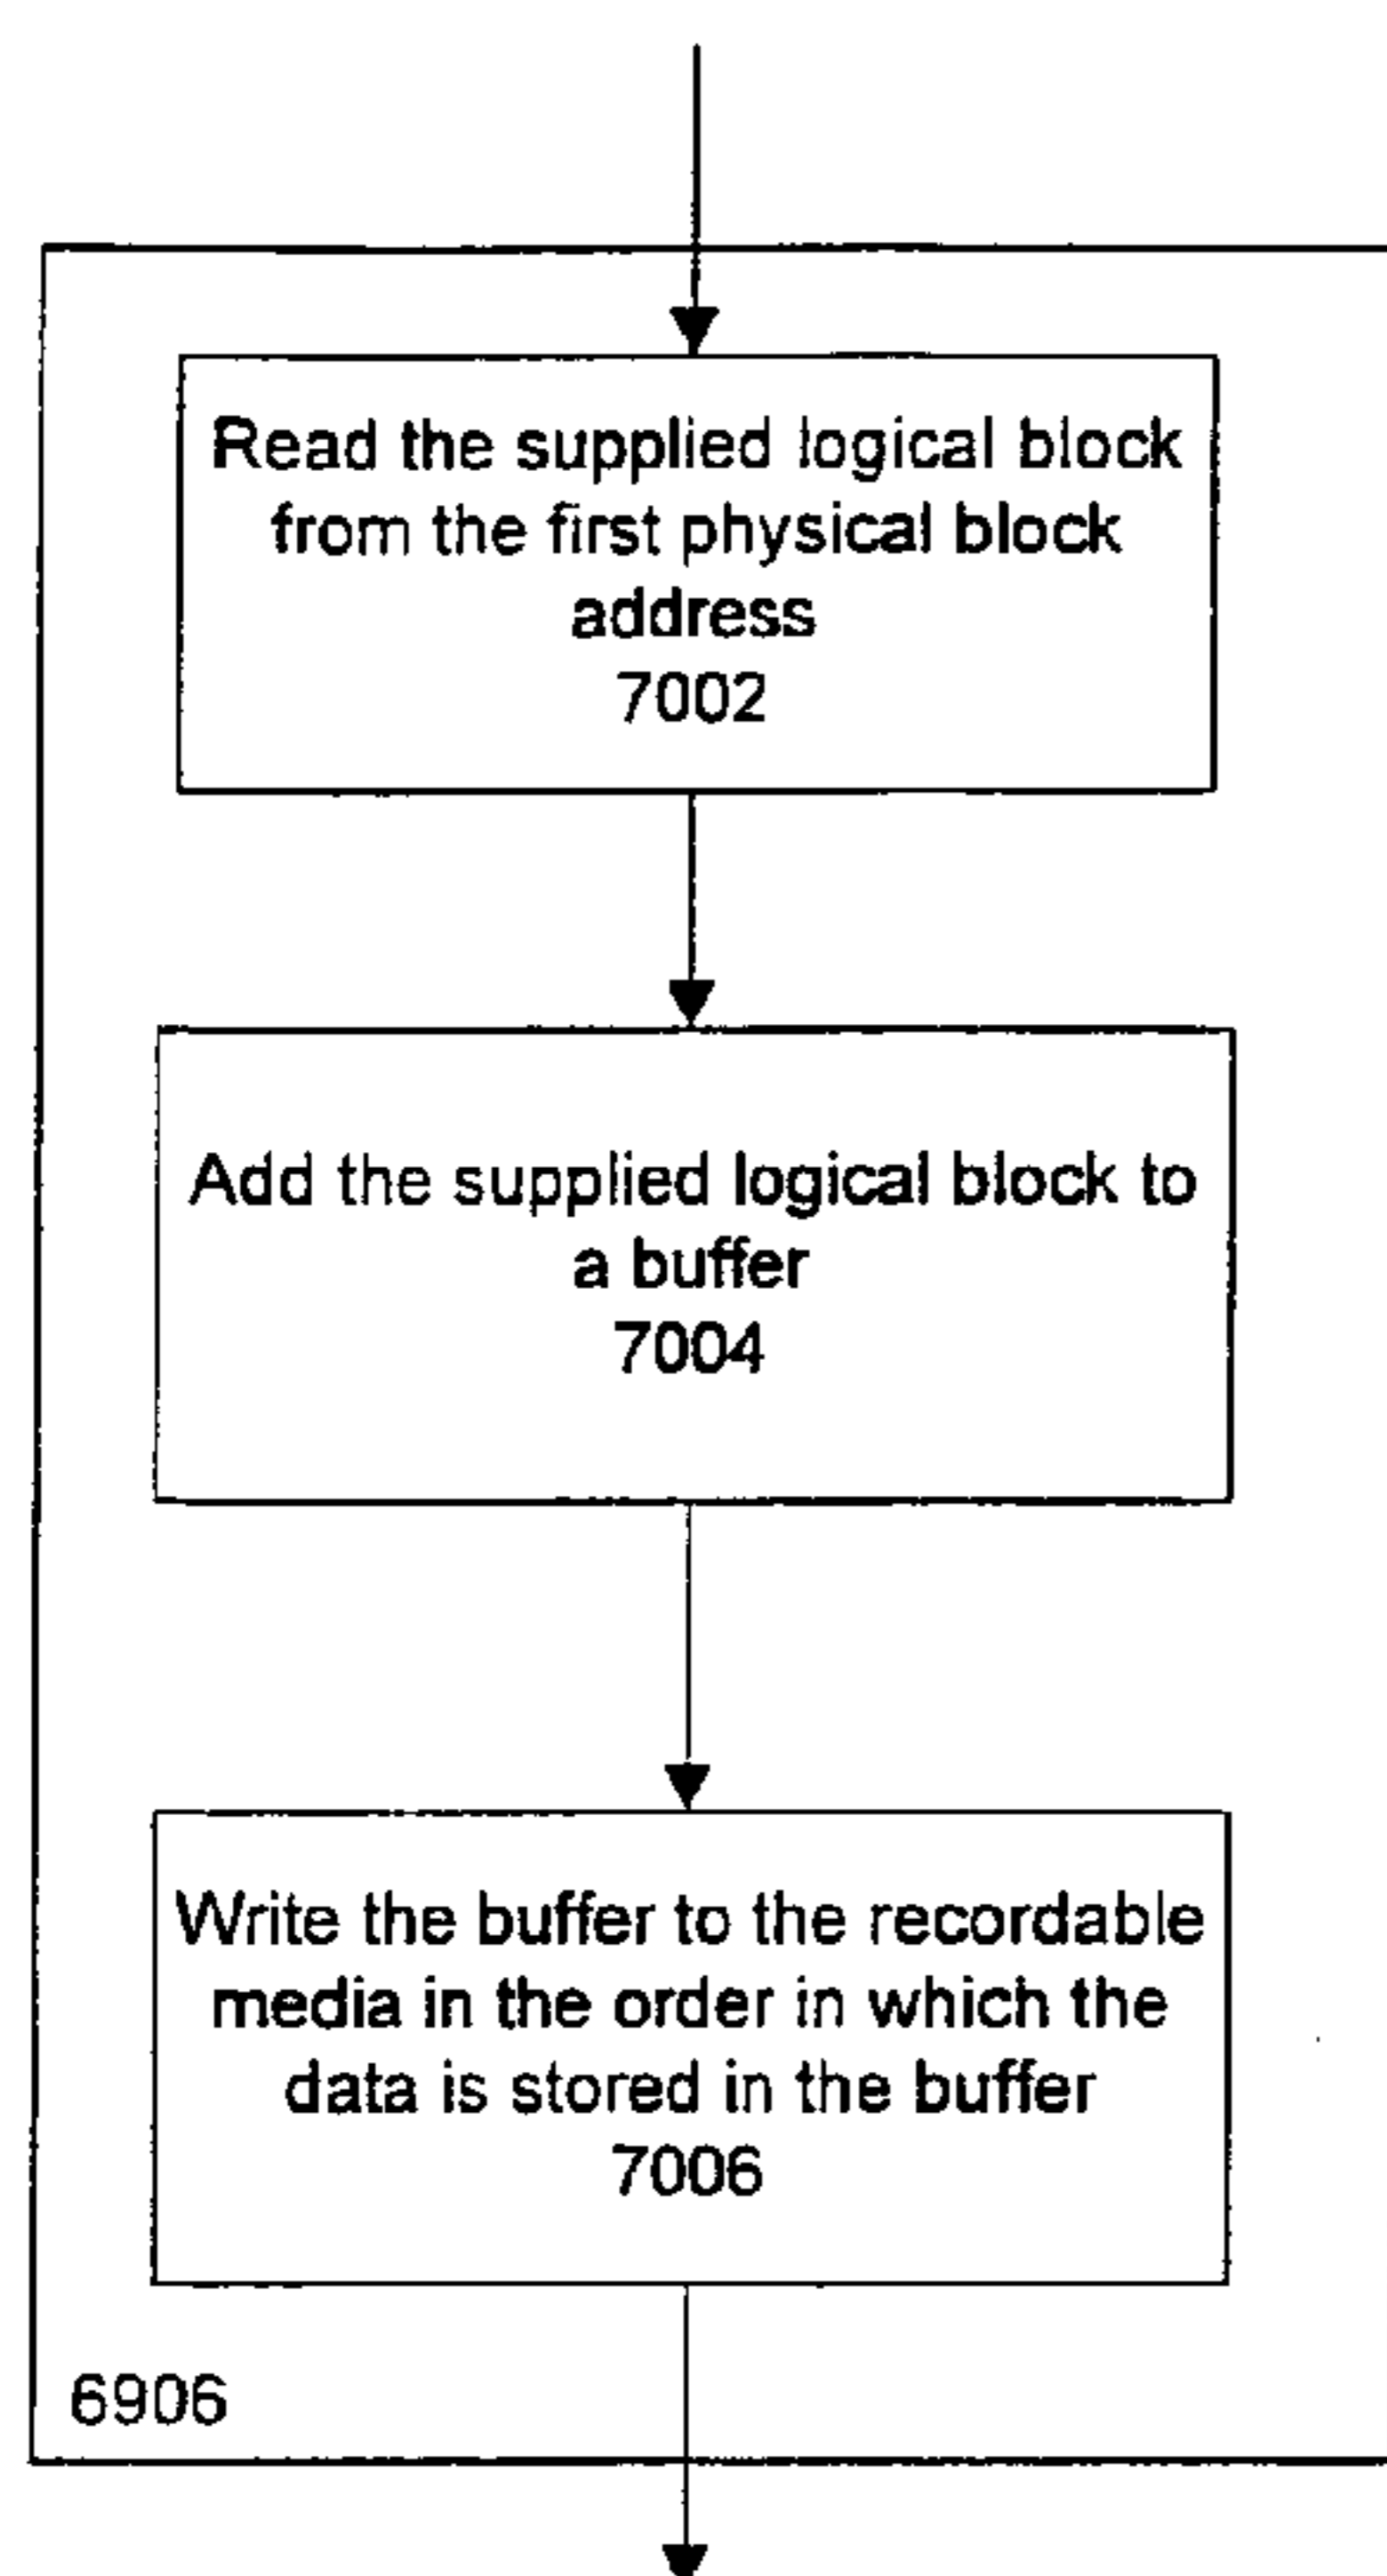 Read the supplied logical block
from the first physical block
address
7002
Add the supplied logical block to
a buffer
7004
Write the buffer to the recordable
media in the order in which the
data is stored in the buffer
7006
6906